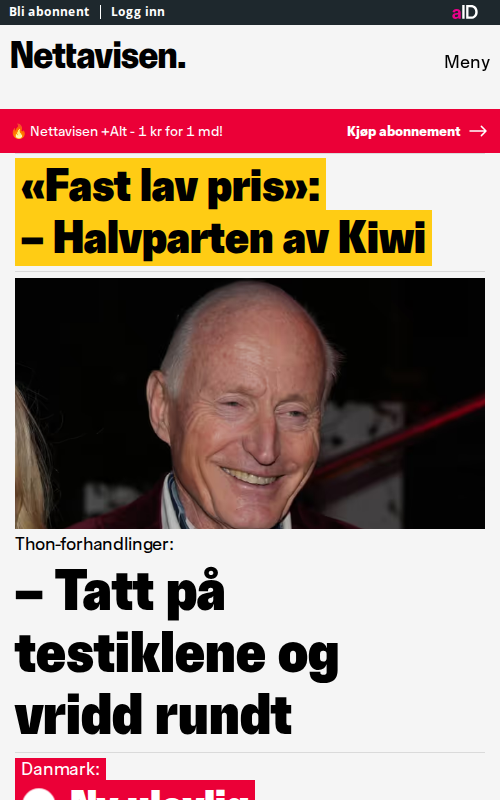 Bli abonnent | Logg inn
aID
Nettavisen.
Meny
🔥 Nettavisen +Alt - 1 kr for 1 md!
Kjøp abonnement →
«Fast lav pris»:
– Halvparten av Kiwi
Thon-forhandlinger:
– Tatt på
testiklene og
vridd rundt
Danmark: